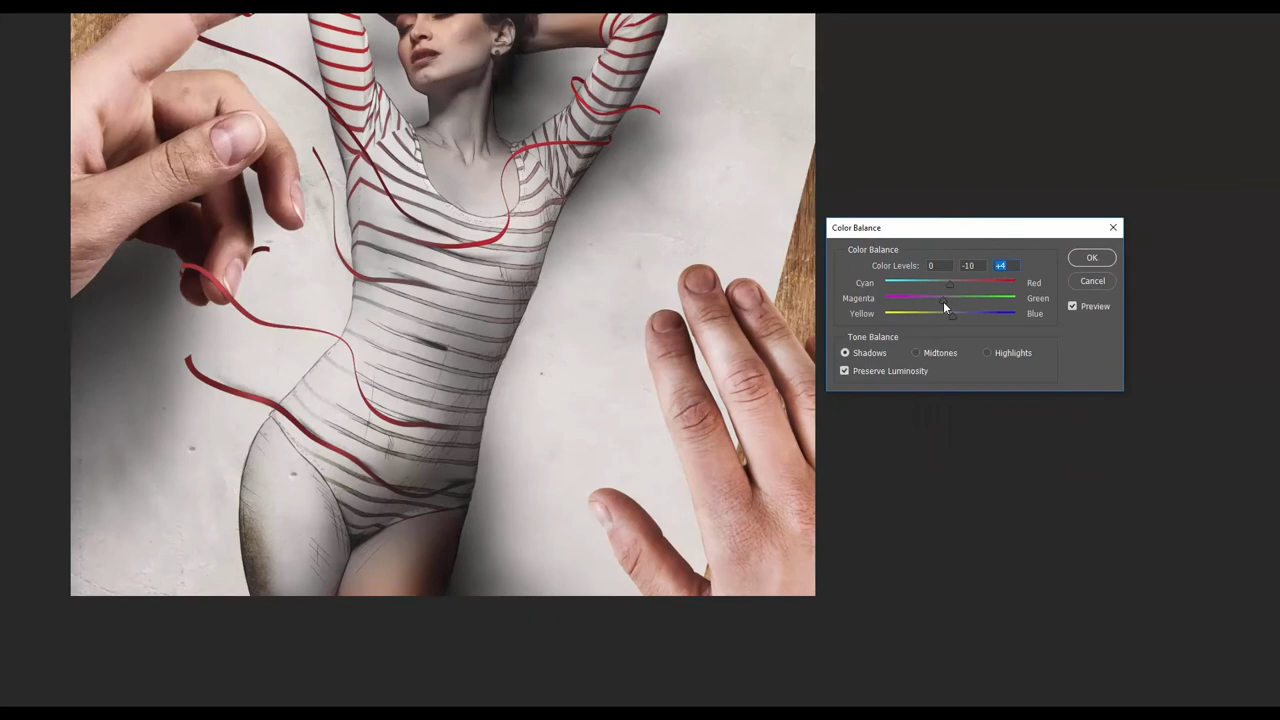 Color Balance
Color Balance
Color Levels: 0 -10 +4
Cyan Red
Magenta Green
Yellow Blue
Tone Balance
Shadows Midtones Highlights
Preserve Luminosity
OK
Cancel
Preview